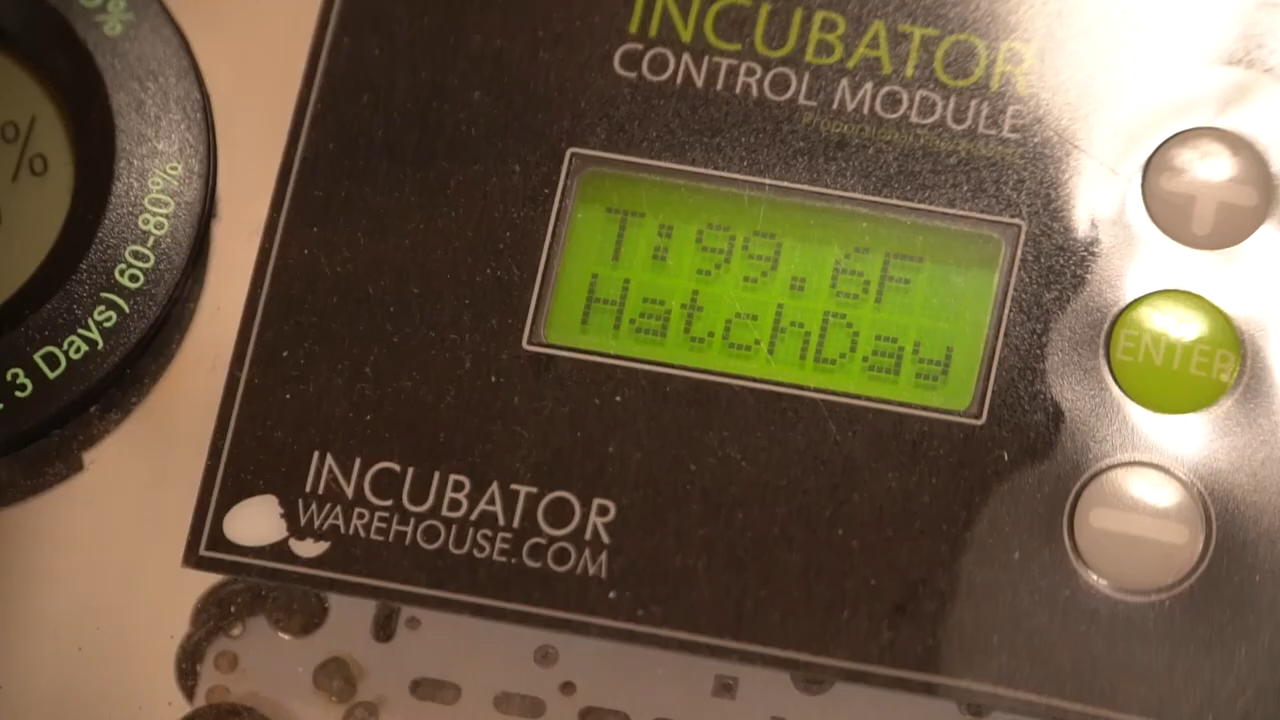 %
%
3 Days) 60-80%
INCUBATOR
CONTROL MODULE
T:99.6F
HatchDay
ENTER
INCUBATOR
WAREHOUSE.COM